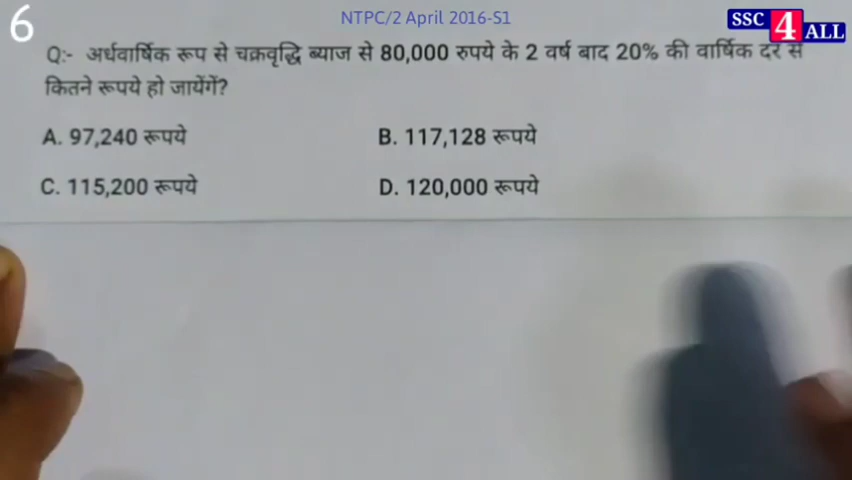 6
NTPC/2 April 2016-S1
SSC 4 ALL
Q:- अर्धवार्षिक रूप से चक्रवृद्धि ब्याज से 80,000 रुपये के 2 वर्ष बाद 20% की वार्षिक दर से
कितने रूपये हो जायेंगें?
A. 97,240 रूपये B. 117,128 रूपये
C. 115,200 रूपये D. 120,000 रूपये